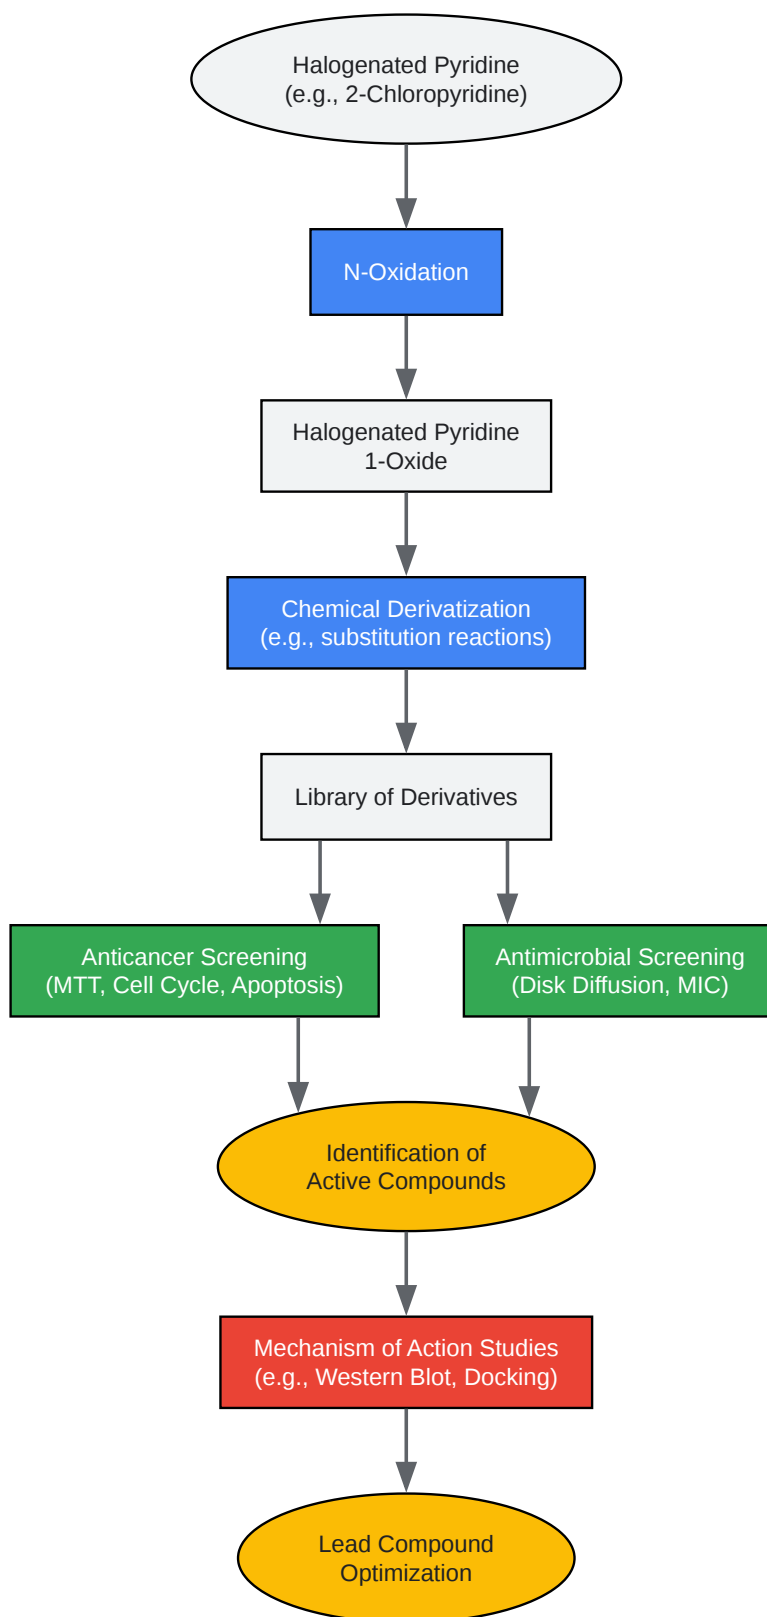 Halogenated Pyridine
(e.g., 2-Chloropyridine)
N-Oxidation
Halogenated Pyridine
1-Oxide
Chemical Derivatization
(e.g., substitution reactions)
Library of Derivatives
Anticancer Screening
(MTT, Cell Cycle, Apoptosis)
Antimicrobial Screening
(Disk Diffusion, MIC)
Identification of
Active Compounds
Mechanism of Action Studies
(e.g., Western Blot, Docking)
Lead Compound
Optimization